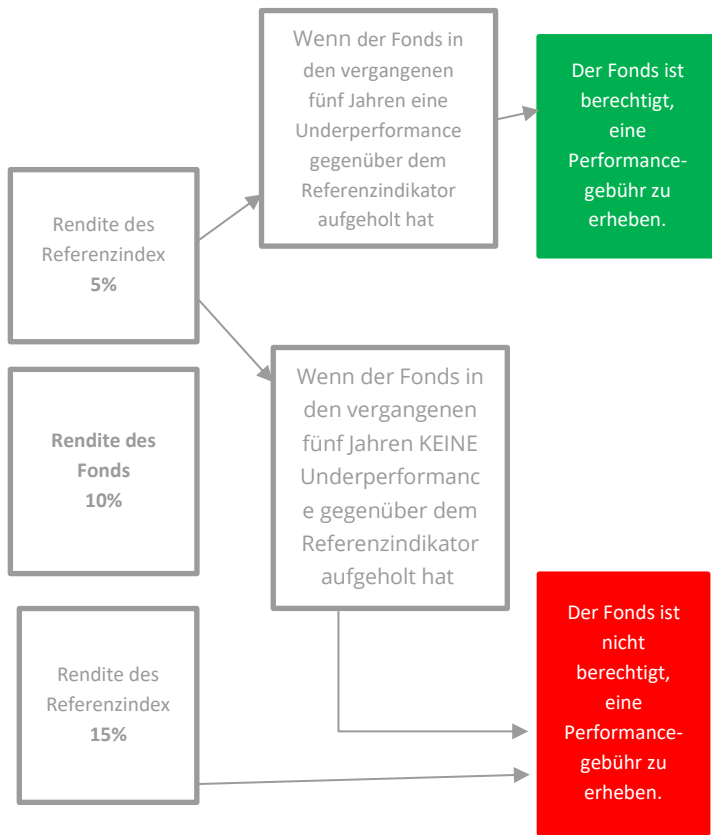 Wenn der Fonds in
den vergangenen
fünf Jahren eine
Underperformance
gegenüber dem
Referenzindikator
aufgeholt hat
Der Fonds ist
berechtigt,
eine
Performance-
gebühr zu
erheben.
Rendite des
Referenzindex
5%
Wenn der Fonds in
den vergangenen
fünf Jahren KEINE
Underperformanc
e gegenüber dem
Referenzindikator
aufgeholt hat
Rendite des
Fonds
10%
Der Fonds ist
nicht
berechtigt,
eine
Performance-
gebühr zu
erheben.
Rendite des
Referenzindex
15%